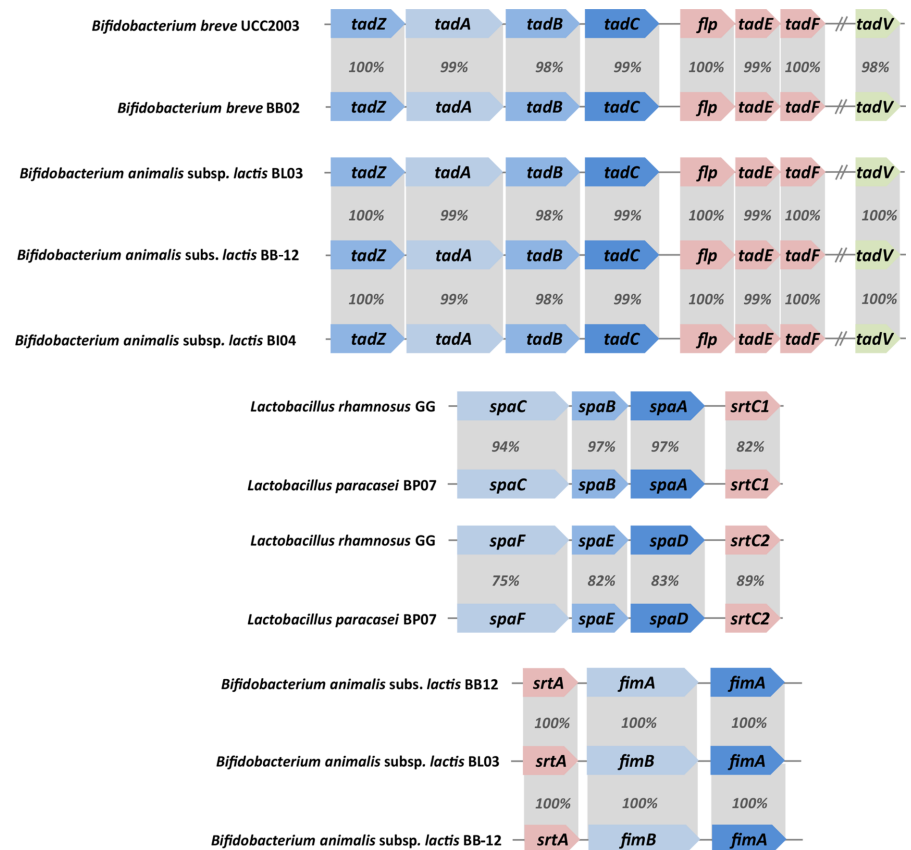 Bifidobacterium breve UCC2003 tadZ tadA tadB tadC flp tadE tadF // tadV
100% 99% 98% 99% 100% 99% 100% 98%
Bifidobacterium breve BB02 tadZ tadA tadB tadC flp tadE tadF // tadV
Bifidobacterium animalis subsp. lactis BL03 tadZ tadA tadB tadC flp tadE tadF // tadV
100% 99% 98% 99% 100% 99% 100% 100%
Bifidobacterium animalis subs. lactis BB-12 tadZ tadA tadB tadC flp tadE tadF // tadV
100% 99% 98% 99% 100% 99% 100% 100%
Bifidobacterium animalis subsp. lactis BI04 tadZ tadA tadB tadC flp tadE tadF // tadV
Lactobacillus rhamnosus GG spaC spaB spaA srtC1
94% 97% 97% 82%
Lactobacillus paracasei BP07 spaC spaB spaA srtC1
Lactobacillus rhamnosus GG spaF spaE spaD srtC2
75% 82% 83% 89%
Lactobacillus paracasei BP07 spaF spaE spaD srtC2
Bifidobacterium animalis subs. lactis BB12 srtA fimA fimA
100% 100% 100%
Bifidobacterium animalis subsp. lactis BL03 srtA fimB fimA
100% 100% 100%
Bifidobacterium animalis subsp. lactis BB-12 srtA fimB fimA